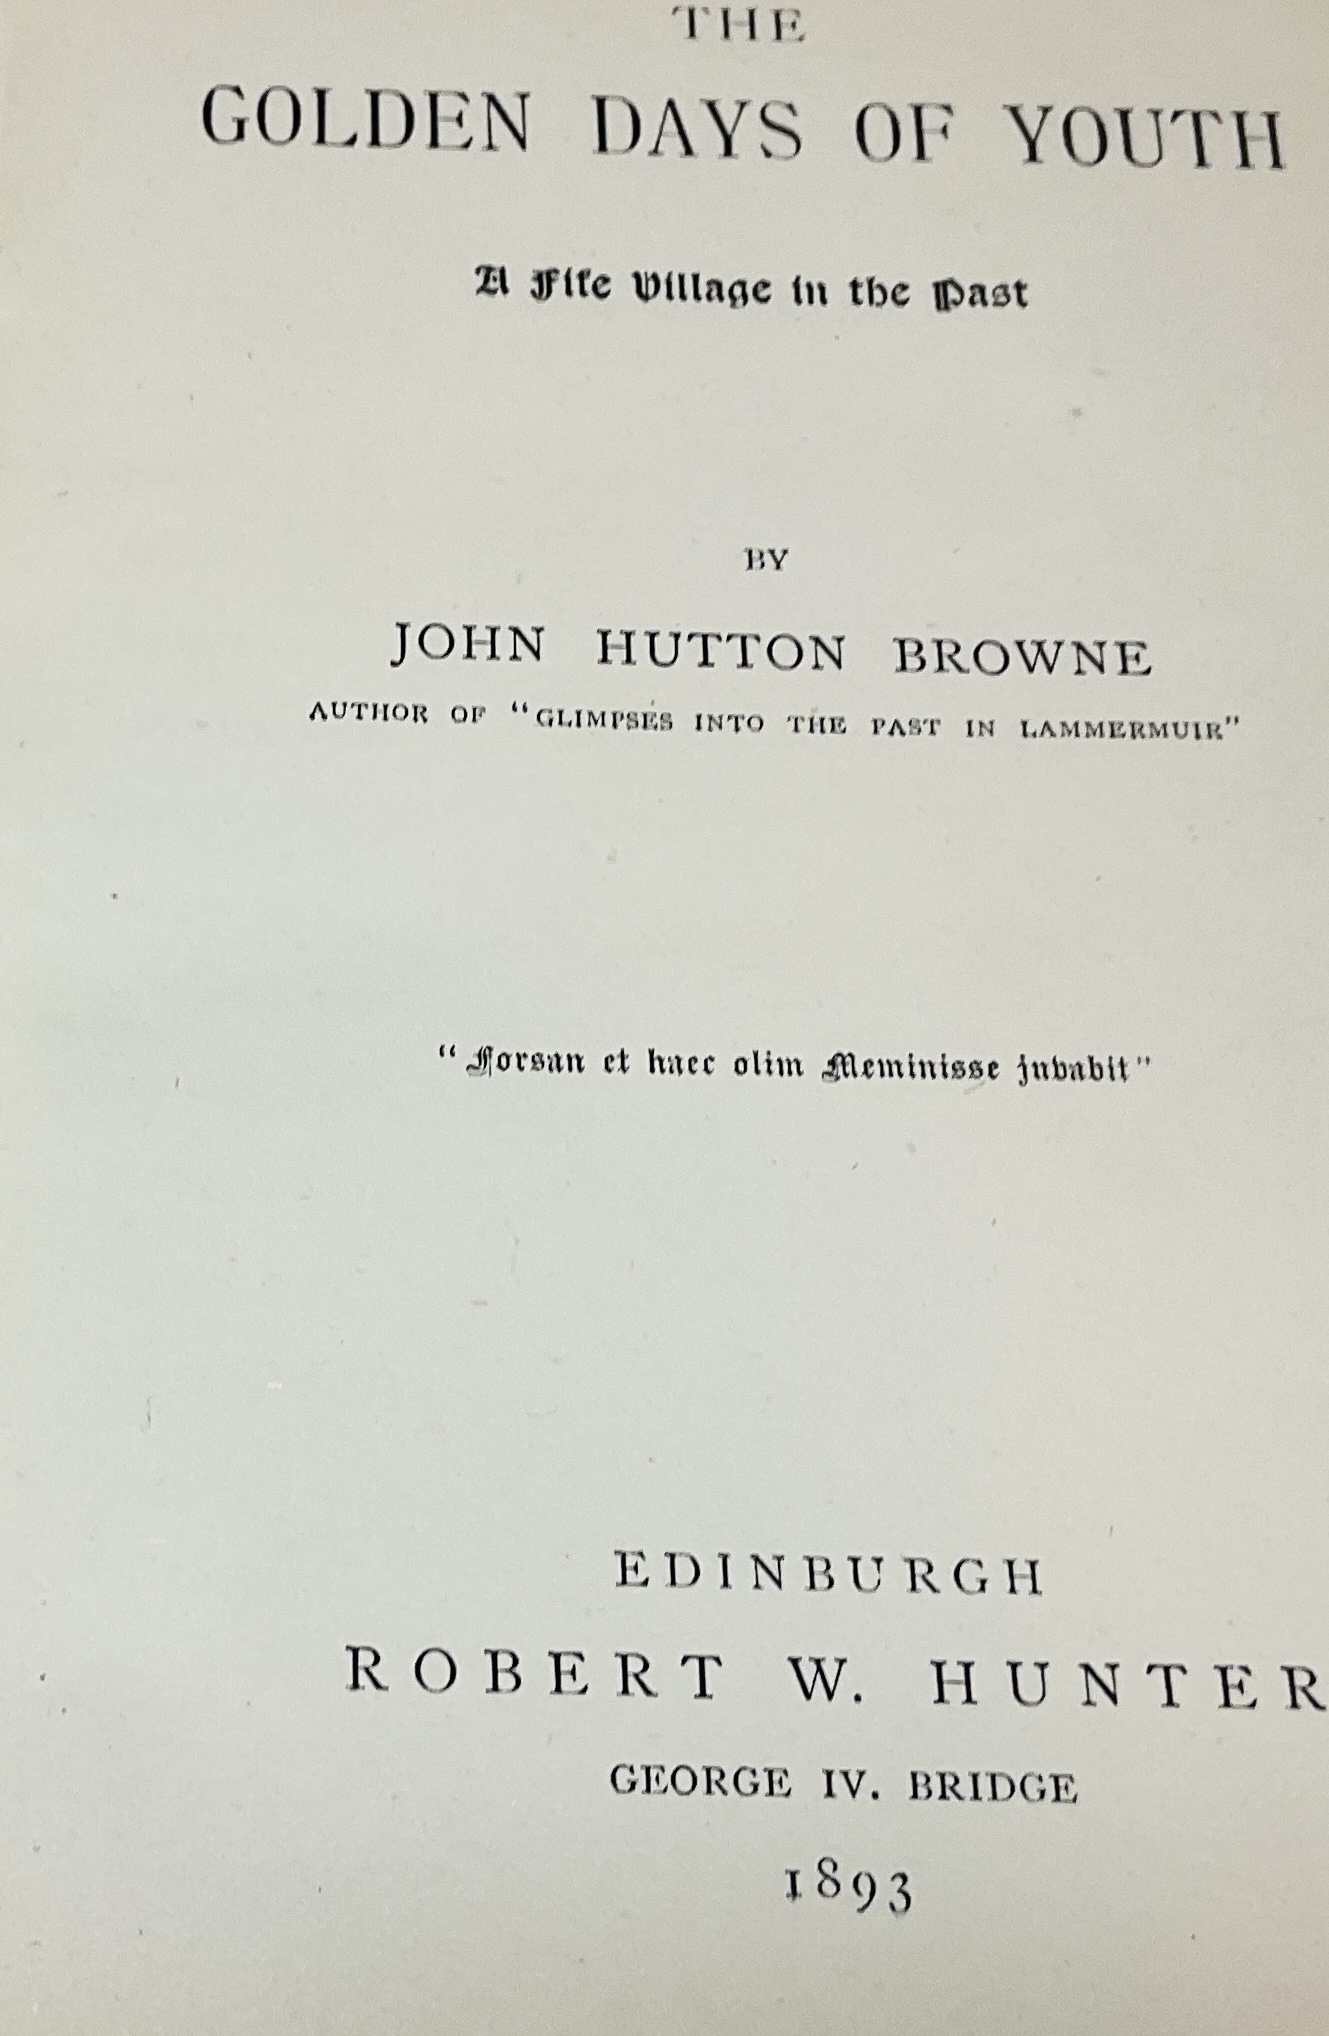 THE
GOLDEN DAYS OF YOUTH
A Fife Village in the Past
BY
JOHN HUTTON BROWNE
AUTHOR OF "GLIMPSES INTO THE PAST IN LAMMERMUIR"
"Forsan et haec olim Meminisse jubabit"
EDINBURGH
ROBERT W. HUNTER
GEORGE IV. BRIDGE
1893